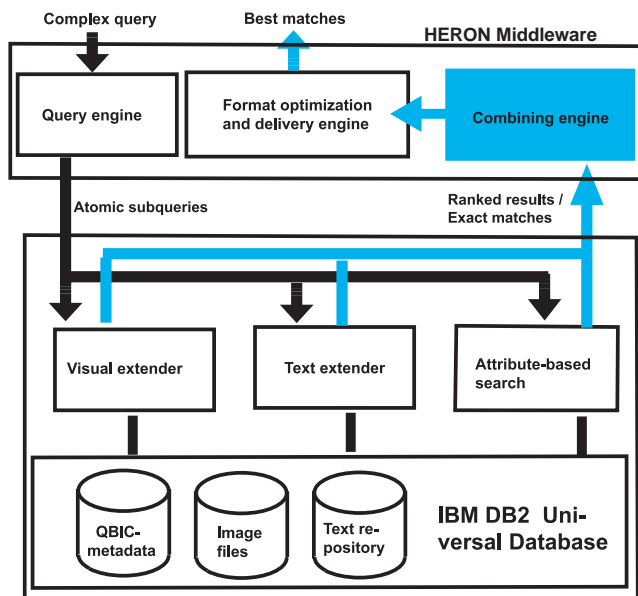 Complex query
Best matches
HERON Middleware
Query engine
Format optimization
and delivery engine
Combining engine
Atomic subqueries
Ranked results /
Exact matches
Visual extender
Text extender
Attribute-based
search
QBIC-
metadata
Image
files
Text re-
pository
IBM DB2 Uni-
versal Database